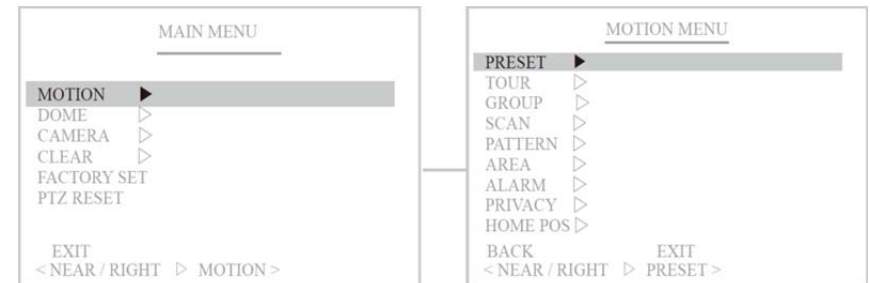 MAIN MENU
MOTION ▶
DOME ▷
CAMERA ▷
CLEAR ▷
FACTORY SET
PTZ RESET
EXIT
< NEAR / RIGHT ▷ MOTION >
MOTION MENU
PRESET ▶
TOUR ▷
GROUP ▷
SCAN ▷
PATTERN ▷
AREA ▷
ALARM ▷
PRIVACY ▷
HOME POS ▷
BACK EXIT
< NEAR / RIGHT ▷ PRESET >